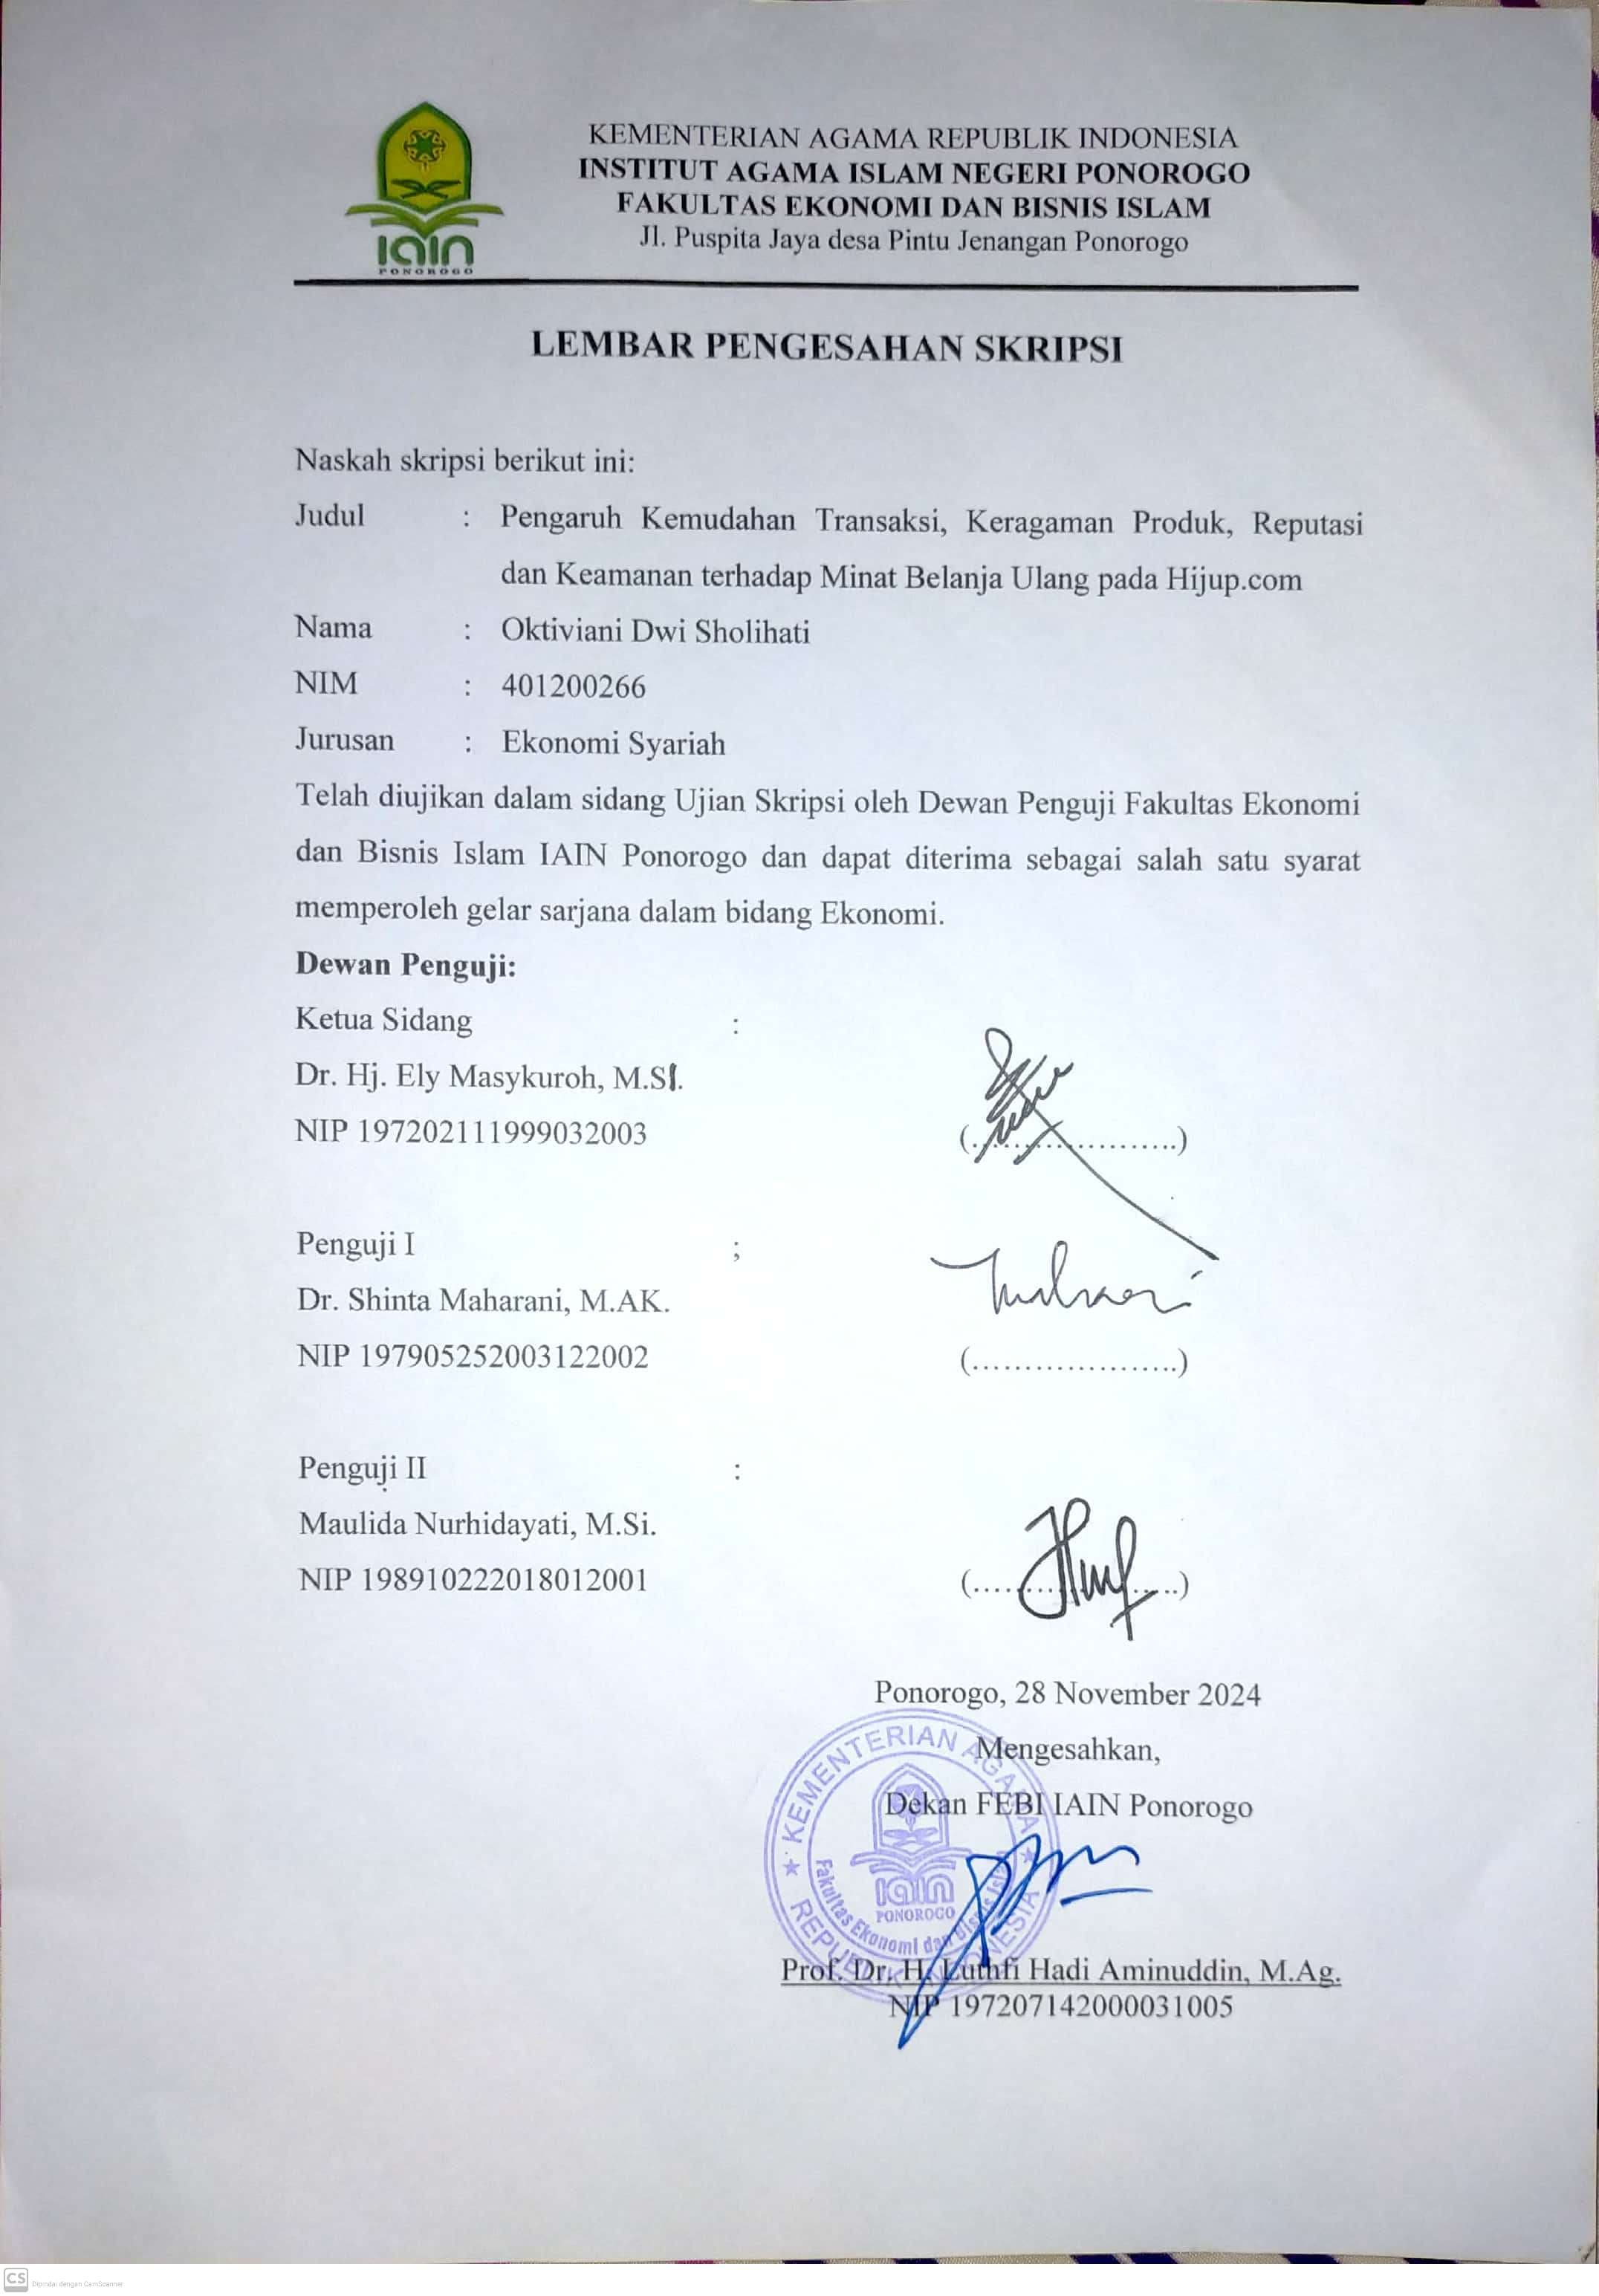 iain
PONOROGO
KEMENTERIAN AGAMA REPUBLIK INDONESIA
INSTITUT AGAMA ISLAM NEGERI PONOROGO
FAKULTAS EKONOMI DAN BISNIS ISLAM
Jl. Puspita Jaya desa Pintu Jenangan Ponorogo
LEMBAR PENGESAHAN SKRIPSI
Naskah skripsi berikut ini:
Judul : Pengaruh Kemudahan Transaksi, Keragaman Produk, Reputasi
dan Keamanan terhadap Minat Belanja Ulang pada Hijup.com
Nama : Oktiviani Dwi Sholihati
NIM : 401200266
Jurusan : Ekonomi Syariah
Telah diujikan dalam sidang Ujian Skripsi oleh Dewan Penguji Fakultas Ekonomi
dan Bisnis Islam IAIN Ponorogo dan dapat diterima sebagai salah satu syarat
memperoleh gelar sarjana dalam bidang Ekonomi.
Dewan Penguji:
Ketua Sidang :
Dr. Hj. Ely Masykuroh, M.SI.
NIP 197202111999032003 (....................)
Penguji I ;
Dr. Shinta Maharani, M.AK.
NIP 197905252003122002 (....................)
Penguji II :
Maulida Nurhidayati, M.Si.
NIP 198910222018012001 (....................)
Ponorogo, 28 November 2024
Mengesahkan,
Dekan FEBI IAIN Ponorogo
KEMENTERIAN AGAMA
REPUBLIK INDONESIA
Fakultas Ekonomi dan Bisnis Islam
iain
PONOROGO
Prof. Dr. H. Luthfi Hadi Aminuddin, M.Ag.
NIP 197207142000031005
CS Dipindai dengan CamScanner